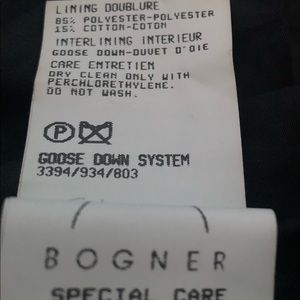 LINING DOUBLURE
85% POLYESTER-POLYESTER
15% COTTON-COTON
INTERLINING INTERIEUR
GOOSE DOWN-DUVET D'OIE
CARE ENTRETIEN
DRY CLEAN ONLY WITH
PERCHLORETHYLENE.
DO NOT WASH.
P
GOOSE DOWN SYSTEM
3394/934/803
BOGNER
SPECIAL CARE